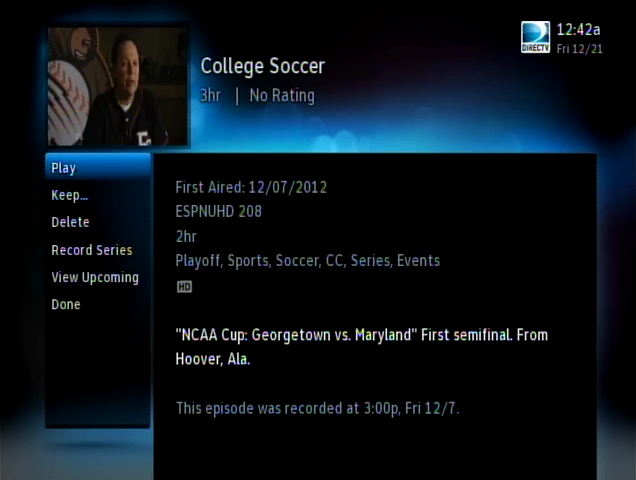 College Soccer
3hr | No Rating
DIRECTV
12:42a
Fri 12/21
Play
Keep...
Delete
Record Series
View Upcoming
Done
First Aired: 12/07/2012
ESPNUHD 208
2hr
Playoff, Sports, Soccer, CC, Series, Events
HD
"NCAA Cup: Georgetown vs. Maryland" First semifinal. From
Hoover, Ala.
This episode was recorded at 3:00p, Fri 12/7.